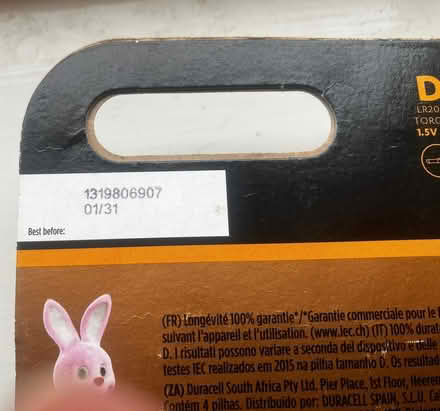 D
LR20
1.5V
1319806907
01/31
Best before:
(FR) Longévité 100% garantie*/*Garantie commerciale pour le
suivant l'appareil et l'utilisation. (www.iec.ch) (IT) 100% dural
D. I risultati possono variare a seconda del dispositivo e delle
testes IEC realizados em 2015 na pilha tamanho D. Os resultad
(ZA) Duracell South Africa Pty Ltd, Pier Place, 1st Floor, Heeren
Contém 4 pilhas. Distribuido por: DURACELL SPAIN, S.L.U.